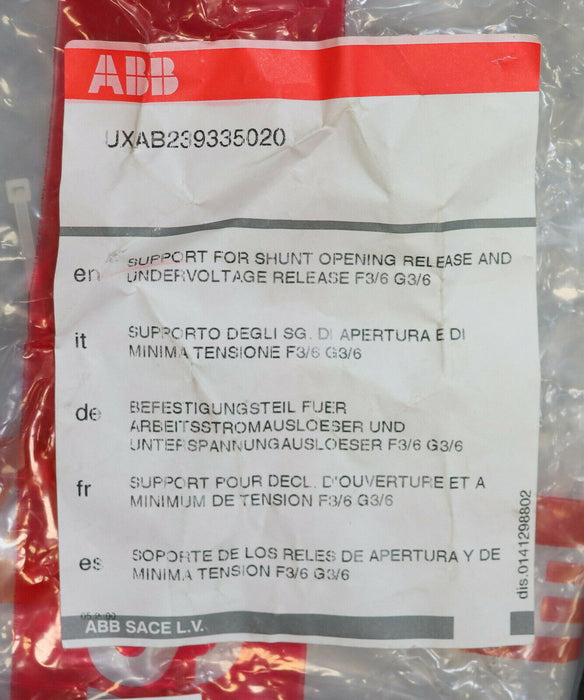 ABB
UXAB239335020
en SUPPORT FOR SHUNT OPENING RELEASE AND
UNDERVOLTAGE RELEASE F3/6 G3/6
it SUPPORTO DEGLI SG. DI APERTURA E DI
MINIMA TENSIONE F3/6 G3/6
de BEFESTIGUNGSTEIL FUER
ARBEITSSTROMAUSLOESER UND
UNTERSPANNUNGAUSLOESER F3/6 G3/6
fr SUPPORT POUR DECL. D'OUVERTURE ET A
MINIMUM DE TENSION F3/6 G3/6
es SOPORTE DE LOS RELES DE APERTURA Y DE
MINIMA TENSION F3/6 G3/6
dis.0141298802
ABB SACE L.V.